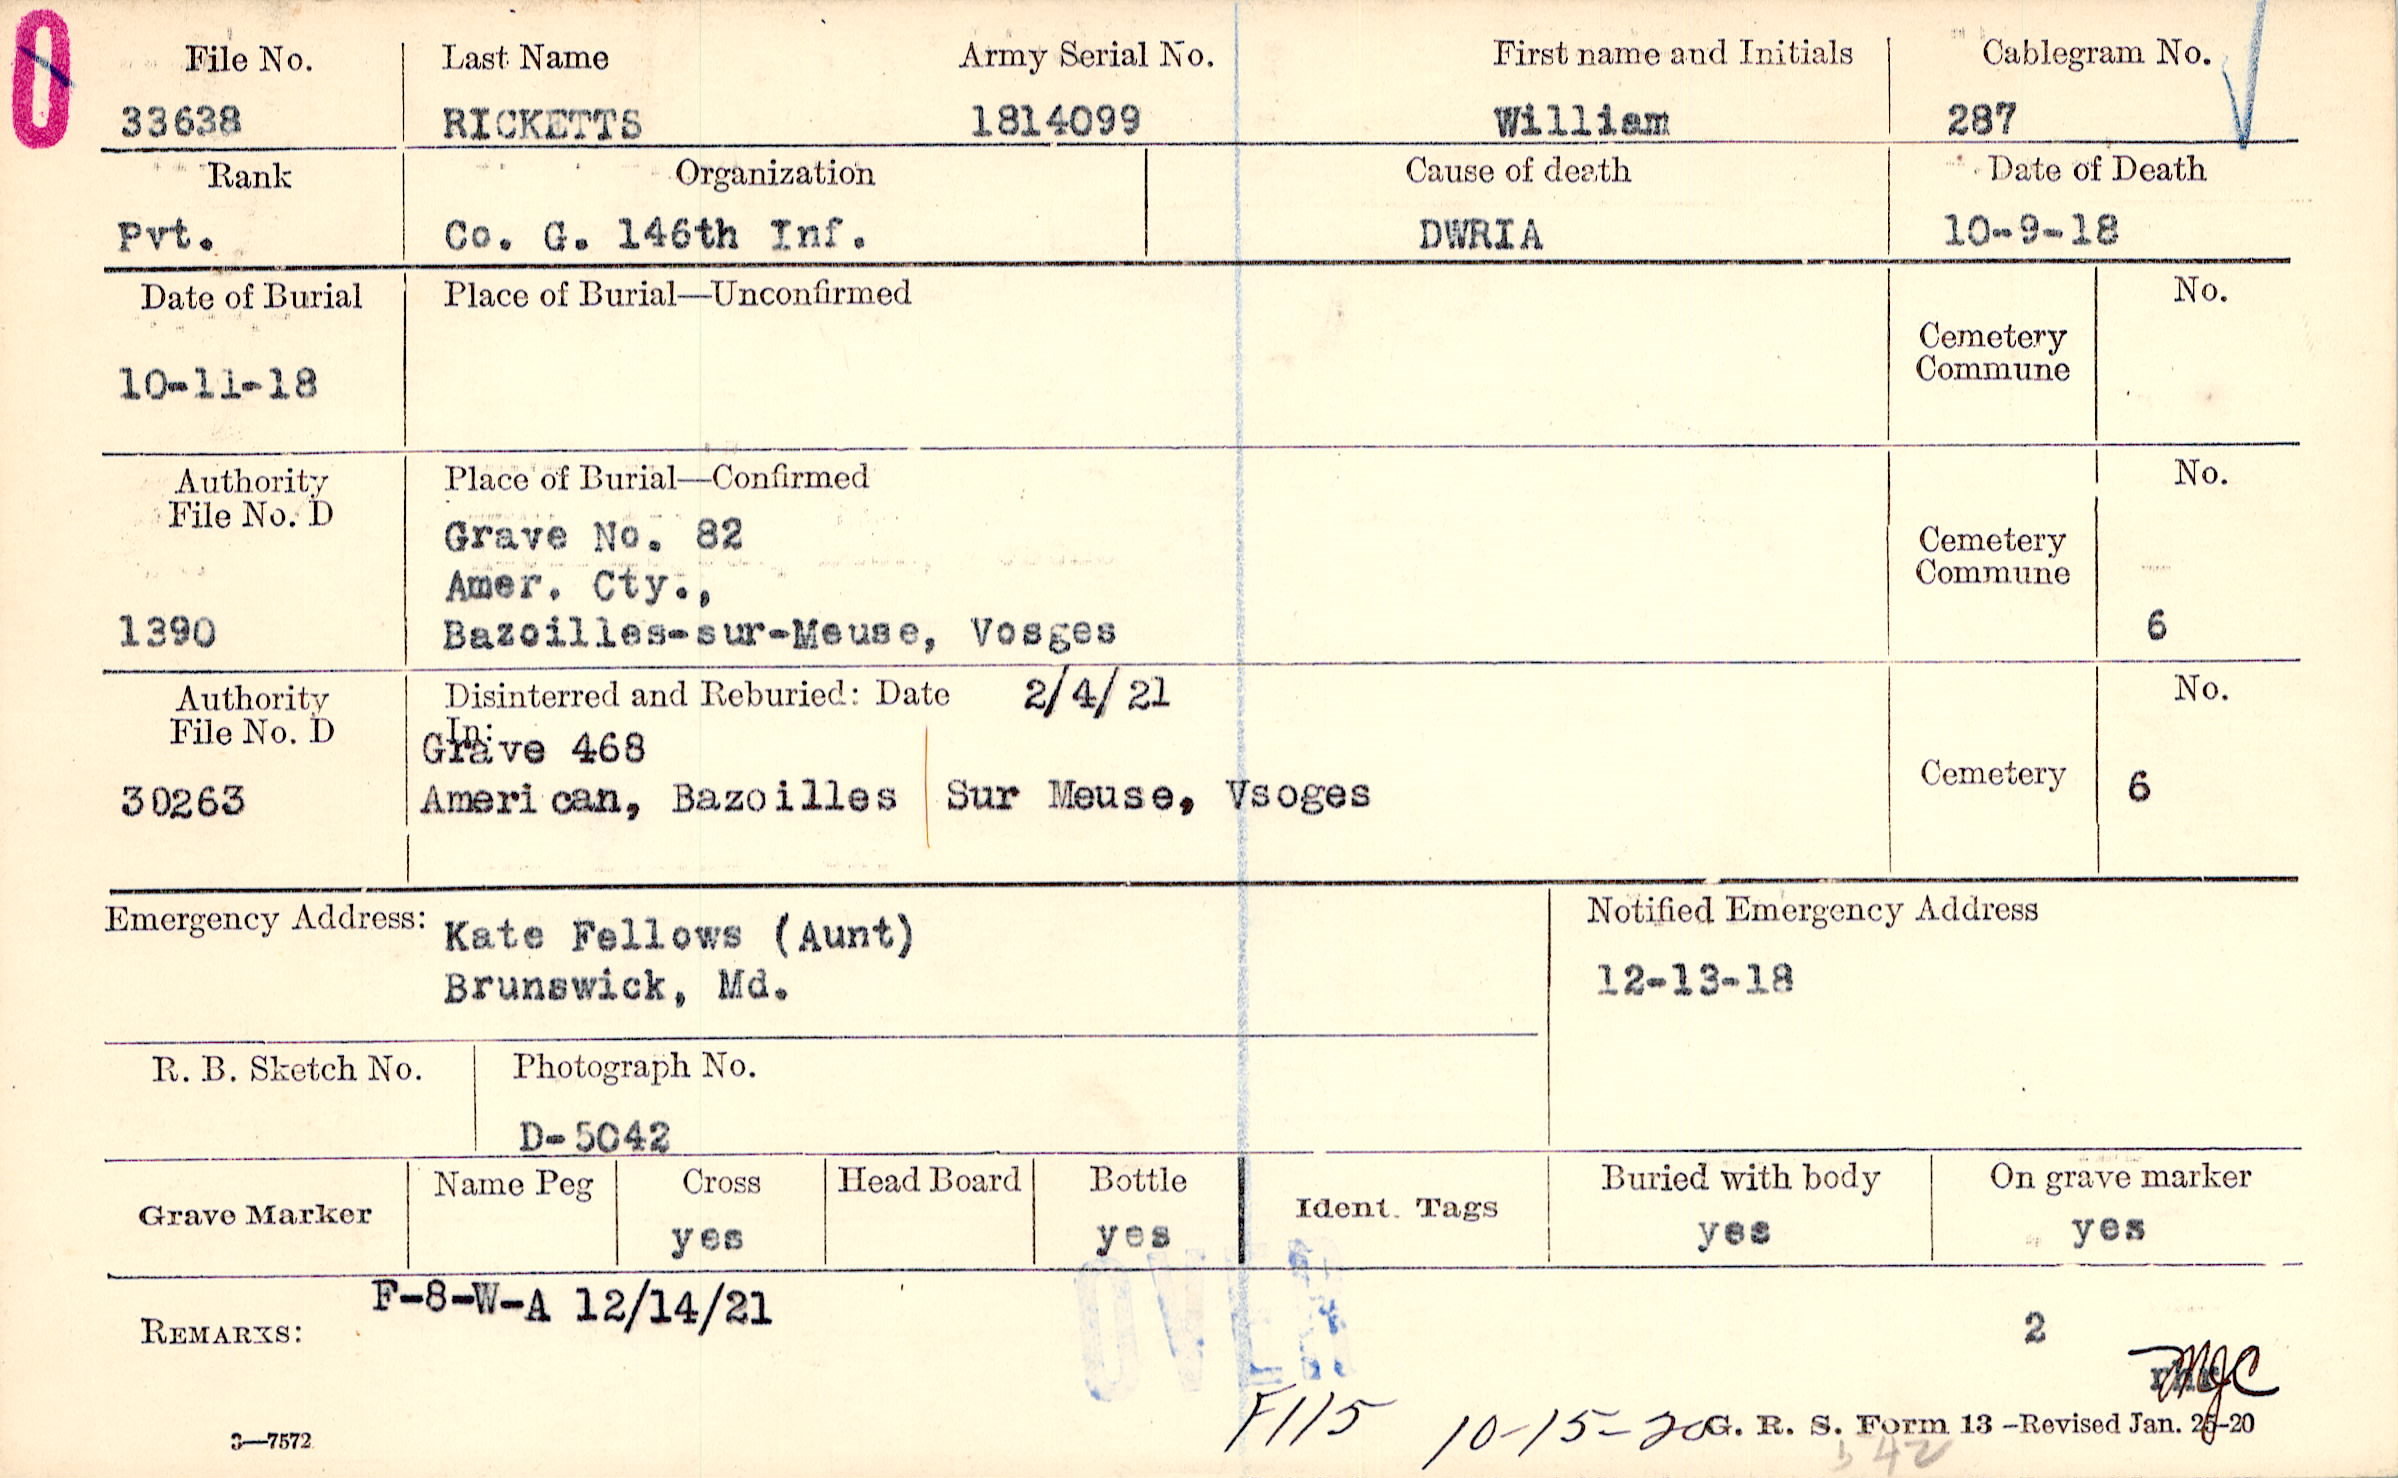 0
File No. Last Name Army Serial No. First name and Initials Cablegram No.
33638 RICKETTS 1814099 William 287
Rank Organization Cause of death Date of Death
Pvt. Co. G. 146th Inf. DWRIA 10-9-18
Date of Burial Place of Burial—Unconfirmed No.
Cemetery
Commune
10-11-18
Authority Place of Burial—Confirmed No.
File No. D
Grave No. 82
Cemetery
Amer. Cty., Commune
1390 Bazoilles-sur-Meuse, Vosges 6
Authority Disinterred and Reburied: Date 2/4/21 No.
File No. D In:
Grave 468
Cemetery 6
30263 American, Bazoilles Sur Meuse, Vsoges
Emergency Address: Kate Fellows (Aunt) Notified Emergency Address
Brunswick, Md. 12-13-18
R. B. Sketch No. Photograph No.
D-5042
Grave Marker Name Peg Cross Head Board Bottle Ident. Tags Buried with body On grave marker
yes yes yes yes
F-8-W-A 12/14/21
REMARKS: 2
OVER
MJC
F115 10-15-20 G. R. S. Form 13 -Revised Jan. 26-20
3—7572
42